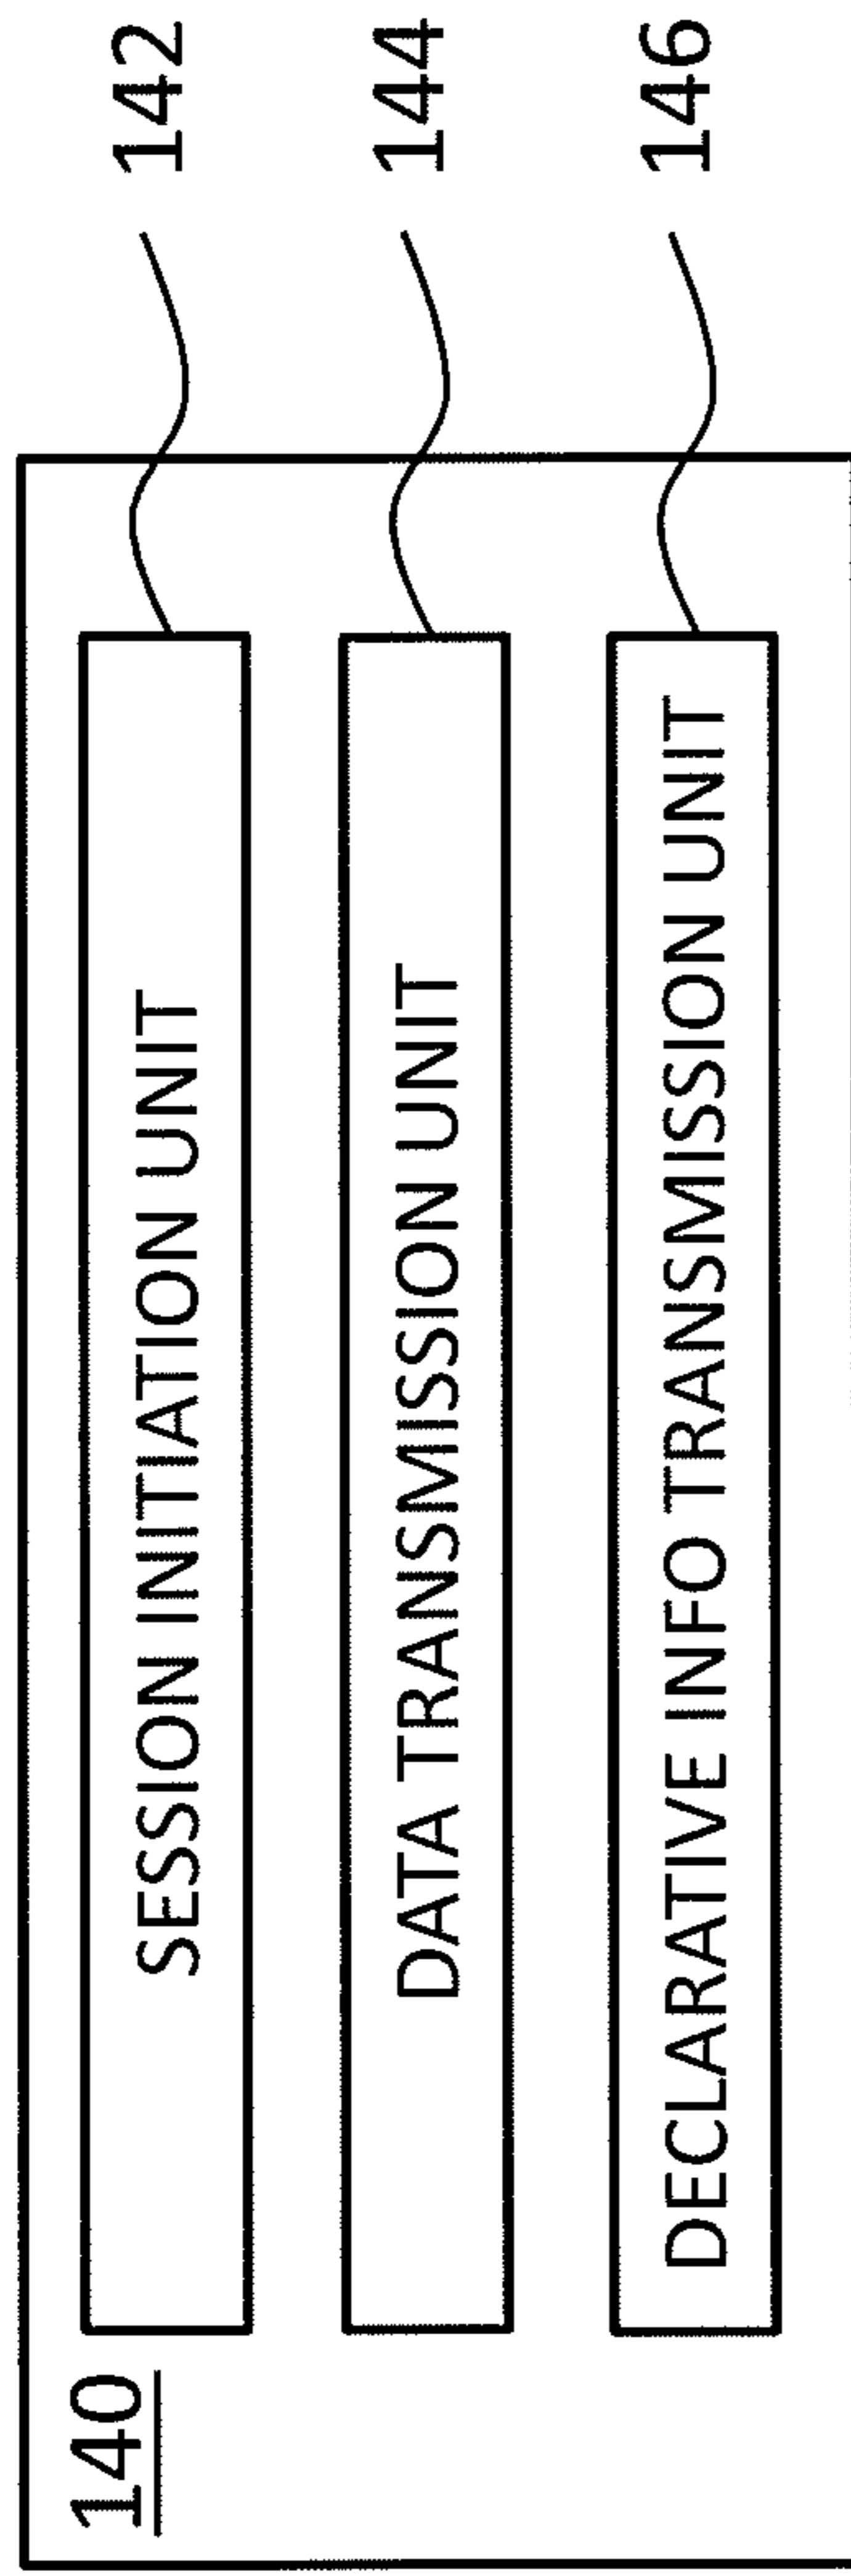 140
SESSION INITIATION UNIT
142
DATA TRANSMISSION UNIT
144
DECLARATIVE INFO TRANSMISSION UNIT
146